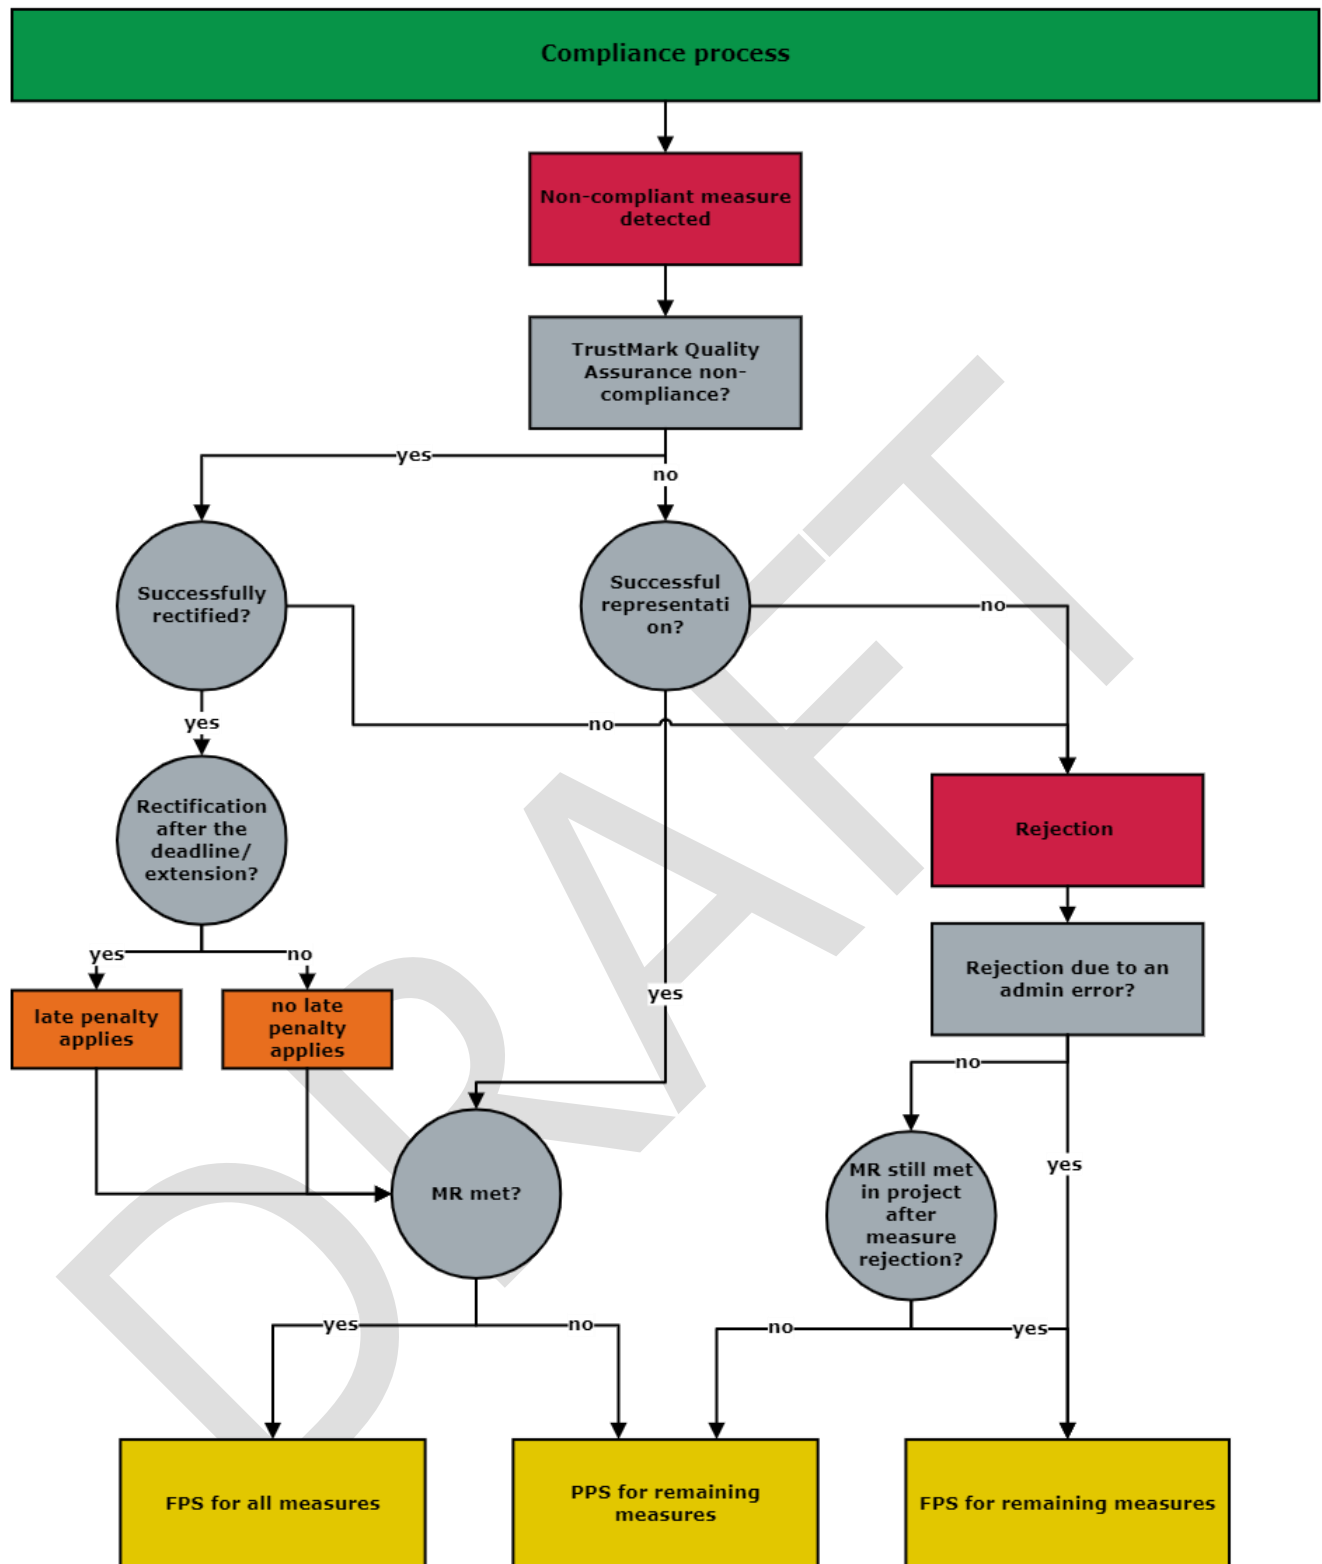 Compliance process
Non-compliant measure
detected
TrustMark Quality
Assurance non-
compliance?
yes
no
Successfully
rectified?
Successful
representati
on?
no
yes
no
Rectification
after the
deadline/
extension?
Rejection
yes
no
Rejection due to an
admin error?
late penalty
applies
no late
penalty
applies
yes
no
yes
MR met?
MR still met
in project
after
measure
rejection?
yes
no
no
yes
FPS for all measures
PPS for remaining
measures
FPS for remaining measures
DRAFT